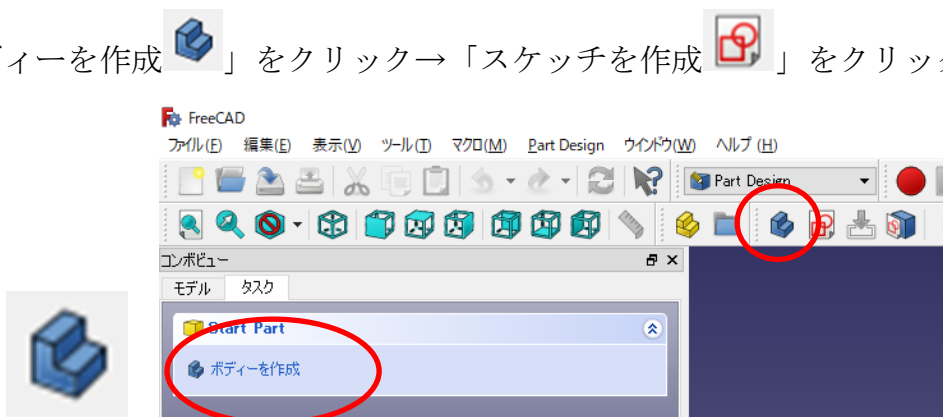 ィーを作成」をクリック→「スケッチを作成」をクリック
FreeCAD
ファイル(F) 編集(E) 表示(V) ツール(T) マクロ(M) Part Design ウインドウ(W) ヘルプ(H)
Part Design
コンボビュー
モデル タスク
Start Part
ボディーを作成